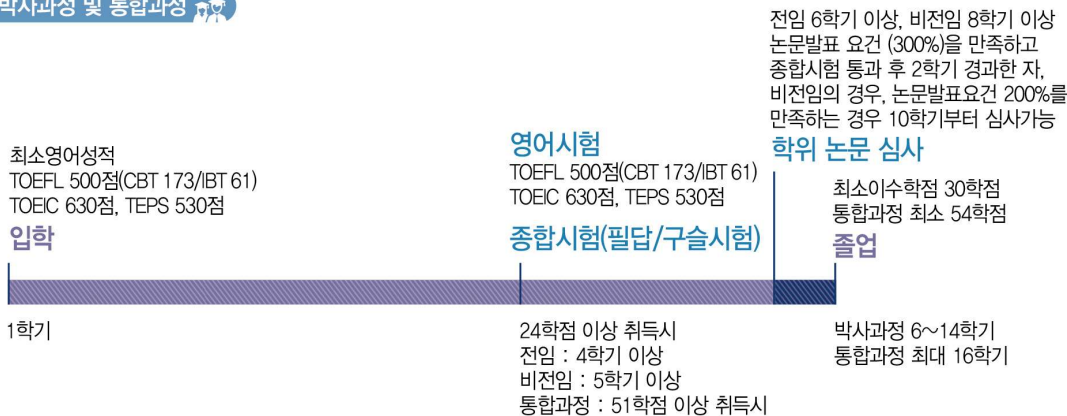 박사과정 및 통합과정
최소영어성적
TOEFL 500점(CBT 173/IBT 61)
TOEIC 630점, TEPS 530점
입학
1학기
영어시험
TOEFL 500점(CBT 173/IBT 61)
TOEIC 630점, TEPS 530점
종합시험(필답/구슬시험)
24학점 이상 취득시
전임 : 4학기 이상
비전임 : 5학기 이상
통합과정 : 51학점 이상 취득시
전임 6학기 이상, 비전임 8학기 이상
논문발표 요건 (300%)을 만족하고
종합시험 통과 후 2학기 경과한 자,
비전임의 경우, 논문발표요건 200%를
만족하는 경우 10학기부터 심사가능
학위 논문 심사
최소이수학점 30학점
통합과정 최소 54학점
졸업
박사과정 6~14학기
통합과정 최대 16학기